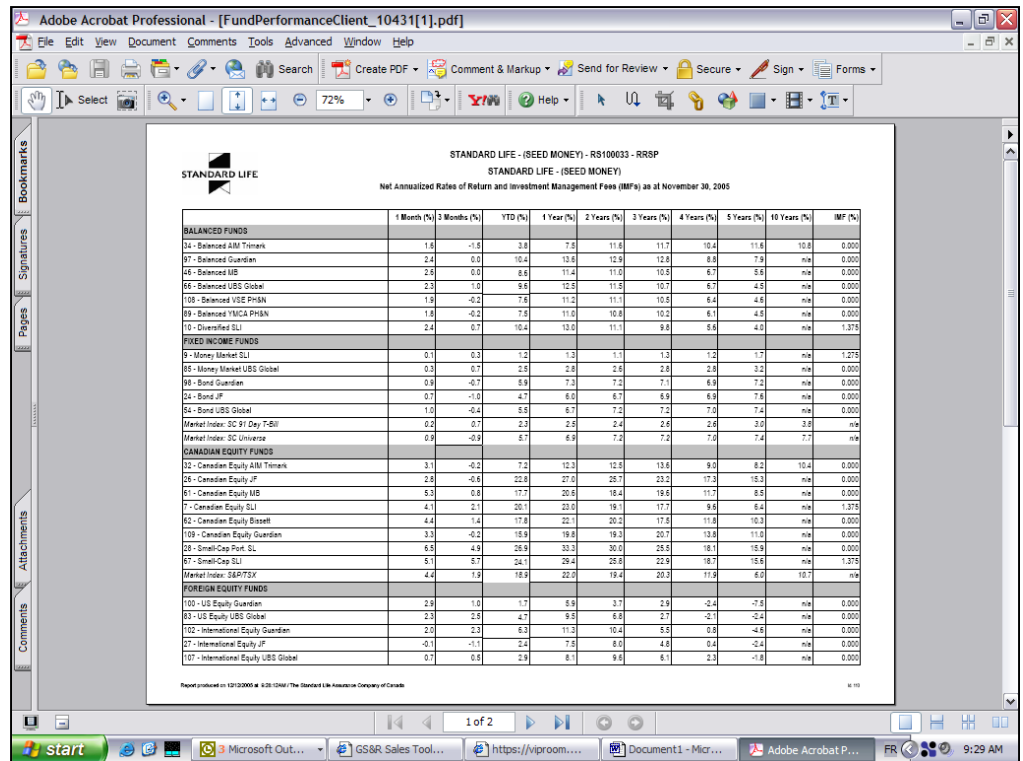 Adobe Acrobat Professional - [FundPerformanceClient_10431[1].pdf]
File Edit View Document Comments Tools Advanced Window Help
Search Create PDF Comment & Markup Send for Review Secure Sign Forms
Select 72% Y! Help
Bookmarks
Signatures
Pages
Attachments
Comments
STANDARD LIFE
STANDARD LIFE - (SEED MONEY) - RS100033 - RRSP
STANDARD LIFE - (SEED MONEY)
Net Annualized Rates of Return and Investment Management Fees (IMFs) as at November 30, 2005
1 Month (%) 3 Months (%) YTD (%) 1 Year (%) 2 Years (%) 3 Years (%) 4 Years (%) 5 Years (%) 10 Years (%) IMF (%)
BALANCED FUNDS
34 - Balanced AIM Trimark 1.6 -1.5 3.8 7.5 11.6 11.7 10.4 11.6 10.8 0.000
97 - Balanced Guardian 2.4 0.0 10.4 13.6 12.9 12.8 8.8 7.9 n/a 0.000
46 - Balanced MB 2.6 0.0 8.6 11.4 11.0 10.5 6.7 5.6 n/a 0.000
66 - Balanced UBS Global 2.3 1.0 9.6 12.5 11.5 10.7 6.7 4.5 n/a 0.000
108 - Balanced VSE PH&N 1.9 -0.2 7.6 11.2 11.1 10.5 6.4 4.6 n/a 0.000
89 - Balanced YMCA PH&N 1.8 -0.2 7.5 11.0 10.8 10.2 6.1 4.5 n/a 0.000
10 - Diversified SLI 2.4 0.7 10.4 13.0 11.1 9.8 5.6 4.0 n/a 1.375
FIXED INCOME FUNDS
9 - Money Market SLI 0.1 0.3 1.2 1.3 1.1 1.3 1.2 1.7 n/a 1.275
85 - Money Market UBS Global 0.3 0.7 2.5 2.8 2.6 2.8 2.8 3.2 n/a 0.000
98 - Bond Guardian 0.9 -0.7 5.9 7.3 7.2 7.1 6.9 7.2 n/a 0.000
24 - Bond JF 0.7 -1.0 4.7 6.0 6.7 6.9 6.9 7.6 n/a 0.000
54 - Bond UBS Global 1.0 -0.4 5.5 6.7 7.2 7.2 7.0 7.4 n/a 0.000
Market Index: SC 91 Day T-Bill 0.2 0.7 2.3 2.5 2.4 2.6 2.6 3.0 3.8 n/a
Market Index: SC Universe 0.9 -0.9 5.7 6.9 7.2 7.2 7.0 7.4 7.7 n/a
CANADIAN EQUITY FUNDS
32 - Canadian Equity AIM Trimark 3.1 -0.2 7.2 12.3 12.5 13.6 9.0 8.2 10.4 0.000
26 - Canadian Equity JF 2.8 -0.6 22.8 27.0 25.7 23.2 17.3 15.3 n/a 0.000
61 - Canadian Equity MB 5.3 0.8 17.7 20.6 18.4 19.6 11.7 8.5 n/a 0.000
7 - Canadian Equity SLI 4.1 2.1 20.1 23.0 19.1 17.7 9.6 6.4 n/a 1.375
62 - Canadian Equity Bissett 4.4 1.4 17.8 22.1 20.2 17.5 11.8 10.3 n/a 0.000
109 - Canadian Equity Guardian 3.3 -0.2 15.9 19.8 19.3 20.7 13.8 11.0 n/a 0.000
28 - Small-Cap Port. SL 6.5 4.9 26.9 33.3 30.0 25.5 18.1 15.9 n/a 0.000
67 - Small-Cap SLI 5.1 5.7 24.1 29.4 25.8 22.9 18.7 15.6 n/a 1.375
Market Index: S&P/TSX 4.4 1.9 18.9 22.0 19.4 20.3 11.9 6.0 10.7 n/a
FOREIGN EQUITY FUNDS
100 - US Equity Guardian 2.9 1.0 1.7 5.9 3.7 2.9 -2.4 -7.5 n/a 0.000
83 - US Equity UBS Global 2.3 2.5 4.7 9.5 6.8 2.7 -2.1 -2.4 n/a 0.000
102 - International Equity Guardian 2.0 2.3 6.3 11.3 10.4 5.5 0.8 -4.6 n/a 0.000
27 - International Equity JF -0.1 -1.1 2.4 7.5 8.0 4.8 0.4 -2.4 n/a 0.000
107 - International Equity UBS Global 0.7 0.5 2.9 8.1 9.6 6.1 2.3 -1.8 n/a 0.000
Report produced on 12/12/2005 at 9:28:12AM / The Standard Life Assurance Company of Canada
1 of 2
start 3 Microsoft Out... GS&R Sales Tool... https://viproom.... Document1 - Micr... Adobe Acrobat P... FR 9:29 AM